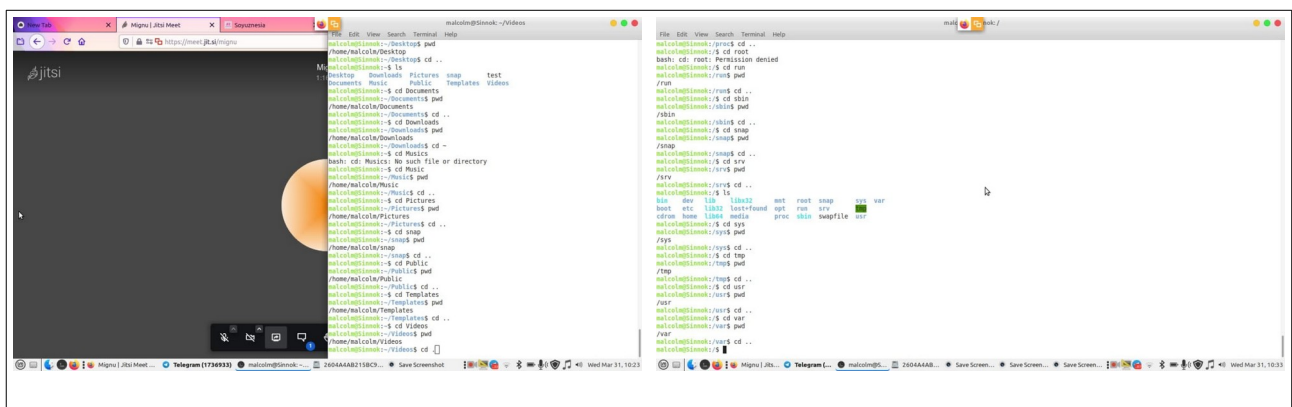 New Tab
Mignu | Jitsi Meet
Soyuznesia
https://meet.jit.si/mignu
jitsi
malcolm@Sinnok: ~/Videos
File Edit View Search Terminal Help
malcolm@Sinnok:~/Desktop$ pwd
/home/malcolm/Desktop
malcolm@Sinnok:~/Desktop$ cd ..
malcolm@Sinnok:~$ ls
Desktop Downloads Pictures snap test
Documents Music Public Templates Videos
malcolm@Sinnok:~$ cd Documents
malcolm@Sinnok:~/Documents$ pwd
/home/malcolm/Documents
malcolm@Sinnok:~/Documents$ cd ..
malcolm@Sinnok:~$ cd Downloads
malcolm@Sinnok:~/Downloads$ pwd
/home/malcolm/Downloads
malcolm@Sinnok:~/Downloads$ cd ~
malcolm@Sinnok:~$ cd Musics
bash: cd: Musics: No such file or directory
malcolm@Sinnok:~$ cd Music
malcolm@Sinnok:~/Music$ pwd
/home/malcolm/Music
malcolm@Sinnok:~/Music$ cd ..
malcolm@Sinnok:~$ cd Pictures
malcolm@Sinnok:~/Pictures$ pwd
/home/malcolm/Pictures
malcolm@Sinnok:~/Pictures$ cd ..
malcolm@Sinnok:~$ cd snap
malcolm@Sinnok:~/snap$ pwd
/home/malcolm/snap
malcolm@Sinnok:~/snap$ cd ..
malcolm@Sinnok:~$ cd Public
malcolm@Sinnok:~/Public$ pwd
/home/malcolm/Public
malcolm@Sinnok:~/Public$ cd ..
malcolm@Sinnok:~$ cd Templates
malcolm@Sinnok:~/Templates$ pwd
/home/malcolm/Templates
malcolm@Sinnok:~/Templates$ cd ..
malcolm@Sinnok:~$ cd Videos
malcolm@Sinnok:~/Videos$ pwd
/home/malcolm/Videos
malcolm@Sinnok:~/Videos$ cd .
Mignu | Jitsi Meet ... Telegram (1736933) malcolm@Sinnok: ~... 2604A4AB215BC9... Save Screenshot Wed Mar 31, 10:23
File Edit View Search Terminal Help
malcolm@Sinnok:/proc$ cd ..
malcolm@Sinnok:/$ cd root
bash: cd: root: Permission denied
malcolm@Sinnok:/$ cd run
malcolm@Sinnok:/run$ pwd
/run
malcolm@Sinnok:/run$ cd ..
malcolm@Sinnok:/$ cd sbin
malcolm@Sinnok:/sbin$ pwd
/sbin
malcolm@Sinnok:/sbin$ cd ..
malcolm@Sinnok:/$ cd snap
malcolm@Sinnok:/snap$ pwd
/snap
malcolm@Sinnok:/snap$ cd ..
malcolm@Sinnok:/$ cd srv
malcolm@Sinnok:/srv$ pwd
/srv
malcolm@Sinnok:/srv$ cd ..
malcolm@Sinnok:/$ ls
bin dev lib libx32 mnt root snap sys var
boot etc lib32 lost+found opt run srv tmp
cdrom home lib64 media proc sbin swapfile usr
malcolm@Sinnok:/$ cd sys
malcolm@Sinnok:/sys$ pwd
/sys
malcolm@Sinnok:/sys$ cd ..
malcolm@Sinnok:/$ cd tmp
malcolm@Sinnok:/tmp$ pwd
/tmp
malcolm@Sinnok:/tmp$ cd ..
malcolm@Sinnok:/$ cd usr
malcolm@Sinnok:/usr$ pwd
/usr
malcolm@Sinnok:/usr$ cd ..
malcolm@Sinnok:/$ cd var
malcolm@Sinnok:/var$ pwd
/var
malcolm@Sinnok:/var$ cd ..
malcolm@Sinnok:/$
Mignu | Jits... Telegram (... malcolm@S... 2604A4AB... Save Screen... Save Screen... Save Screen... Wed Mar 31, 10:33